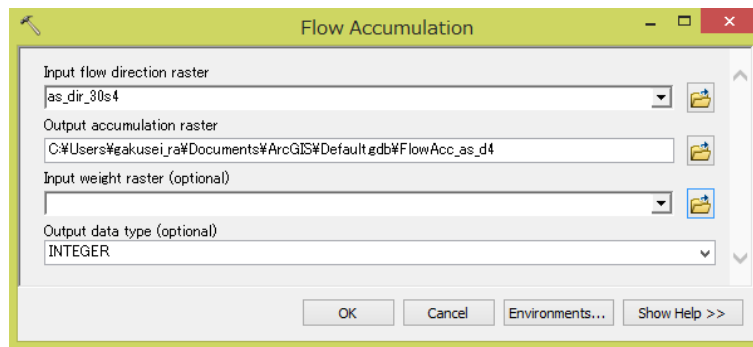 Flow Accumulation
Input flow direction raster
as_dir_30s4
Output accumulation raster
C:¥Users¥gakusei_ra¥Documents¥ArcGIS¥Default.gdb¥FlowAcc_as_d4
Input weight raster (optional)
Output data type (optional)
INTEGER
OK Cancel Environments... Show Help >>